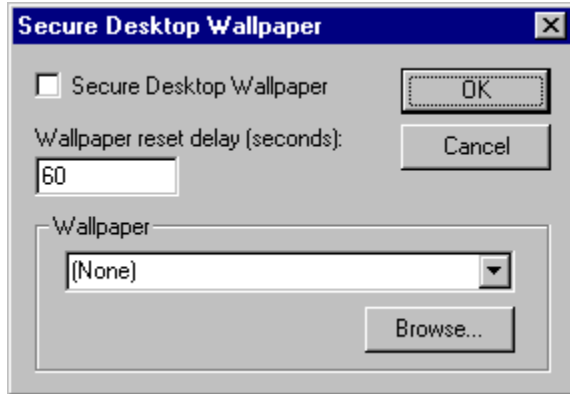 Secure Desktop Wallpaper
Secure Desktop Wallpaper
OK
Wallpaper reset delay (seconds):
Cancel
60
Wallpaper
(None)
Browse...